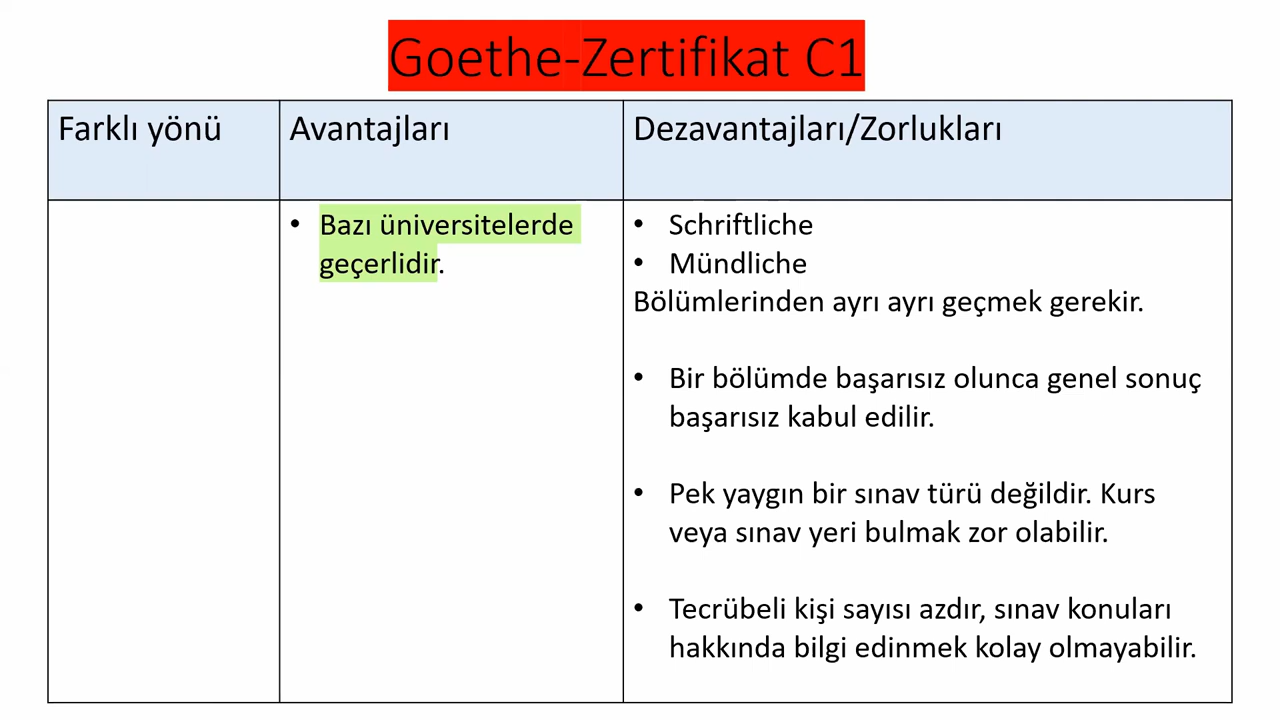 Goethe-Zertifikat C1
Farklı yönü
Avantajları
Dezavantajları/Zorlukları
• Bazı üniversitelerde
geçerlidir.
• Schriftliche
• Mündliche
Bölümlerinden ayrı ayrı geçmek gerekir.
• Bir bölümde başarısız olunca genel sonuç
başarısız kabul edilir.
• Pek yaygın bir sınav türü değildir. Kurs
veya sınav yeri bulmak zor olabilir.
• Tecrübeli kişi sayısı azdır, sınav konuları
hakkında bilgi edinmek kolay olmayabilir.